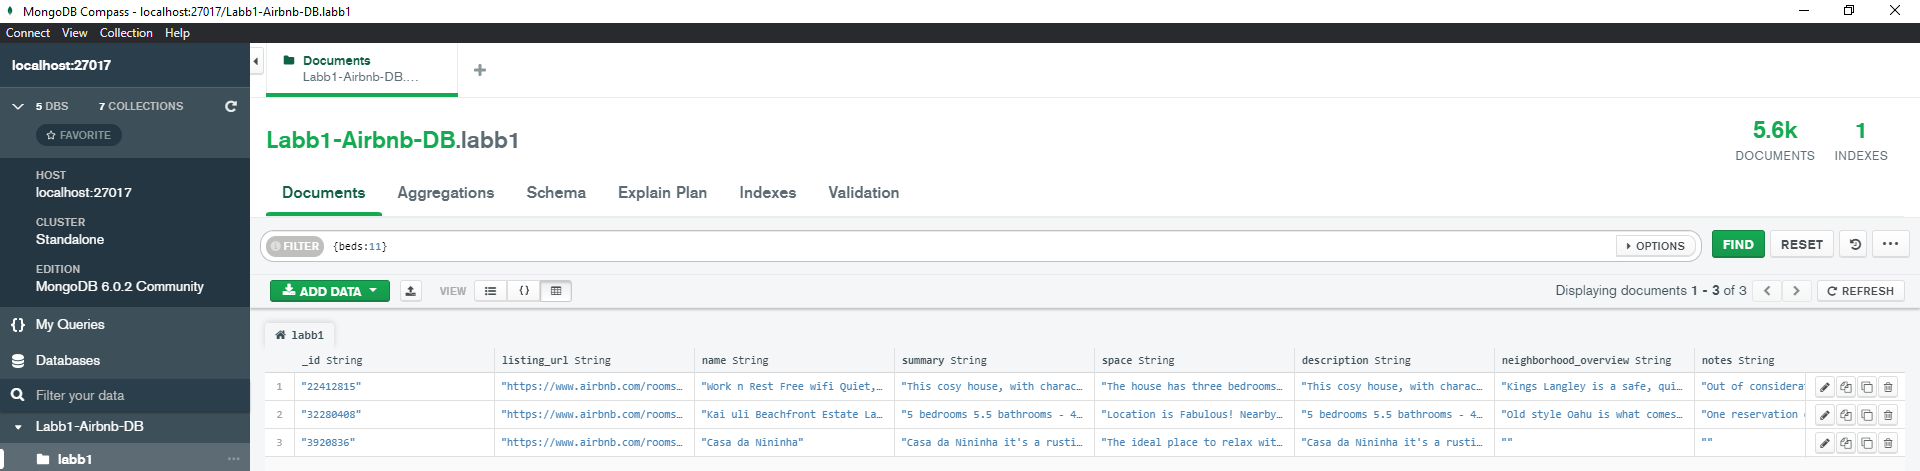 MongoDB Compass - localhost:27017/Labb1-Airbnb-DB.labb1
Connect View Collection Help
localhost:27017
5 DBS 7 COLLECTIONS
FAVORITE
HOST
localhost:27017
CLUSTER
Standalone
EDITION
MongoDB 6.0.2 Community
{} My Queries
Databases
Filter your data
Labb1-Airbnb-DB
labb1
Documents
Labb1-Airbnb-DB....
Labb1-Airbnb-DB.labb1
5.6k
DOCUMENTS
1
INDEXES
Documents Aggregations Schema Explain Plan Indexes Validation
FILTER {beds:11} OPTIONS FIND RESET
ADD DATA VIEW {} Displaying documents 1 - 3 of 3 REFRESH
labb1
_id String listing_url String name String summary String space String description String neighborhood_overview String notes String
1 "22412815" "https://www.airbnb.com/rooms… "Work n Rest Free wifi Quiet,… "This cosy house, with charac… "The house has three bedrooms… "This cosy house, with charac… "Kings Langley is a safe, qui… "Out of considera
2 "32280408" "https://www.airbnb.com/rooms… "Kai uli Beachfront Estate La… "5 bedrooms 5.5 bathrooms - 4… "Location is Fabulous! Nearby… "5 bedrooms 5.5 bathrooms - 4… "Old style Oahu is what comes… "One reservation
3 "3920836" "https://www.airbnb.com/rooms… "Casa da Nininha" "Casa da Nininha it's a rusti… "The ideal place to relax wit… "Casa da Nininha it's a rusti… "" ""